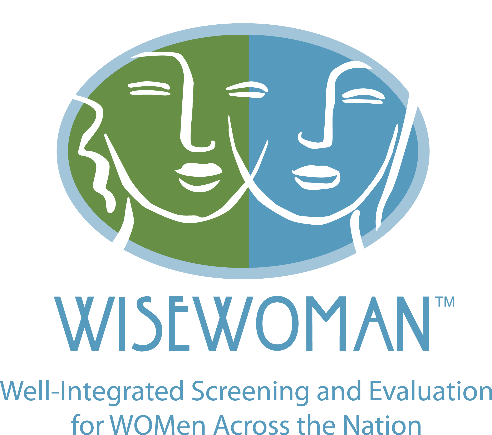 WISEWOMAN™
Well-Integrated Screening and Evaluation
for WOMen Across the Nation